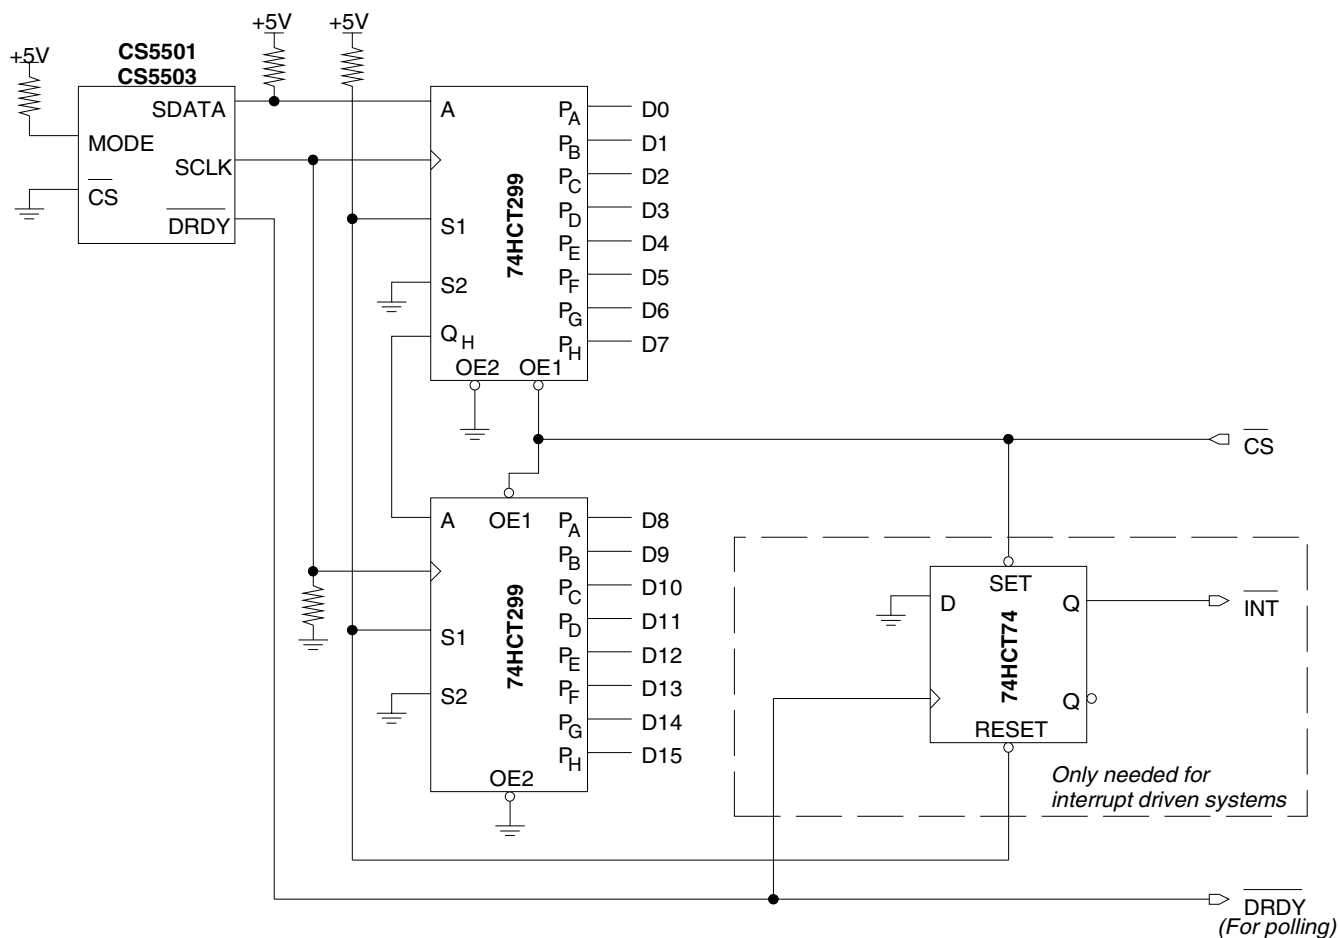 +5V
+5V
+5V
CS5501
CS5503
SDATA
MODE
SCLK
CS
DRDY
A
S1
S2
QH
OE2
OE1
74HCT299
PA
D0
PB
D1
PC
D2
PD
D3
PE
D4
PF
D5
PG
D6
PH
D7
CS
A
OE1
S1
S2
OE2
74HCT299
PA
D8
PB
D9
PC
D10
PD
D11
PE
D12
PF
D13
PG
D14
PH
D15
SET
D
Q
74HCT74
Q
RESET
INT
Only needed for
interrupt driven systems
DRDY
(For polling)